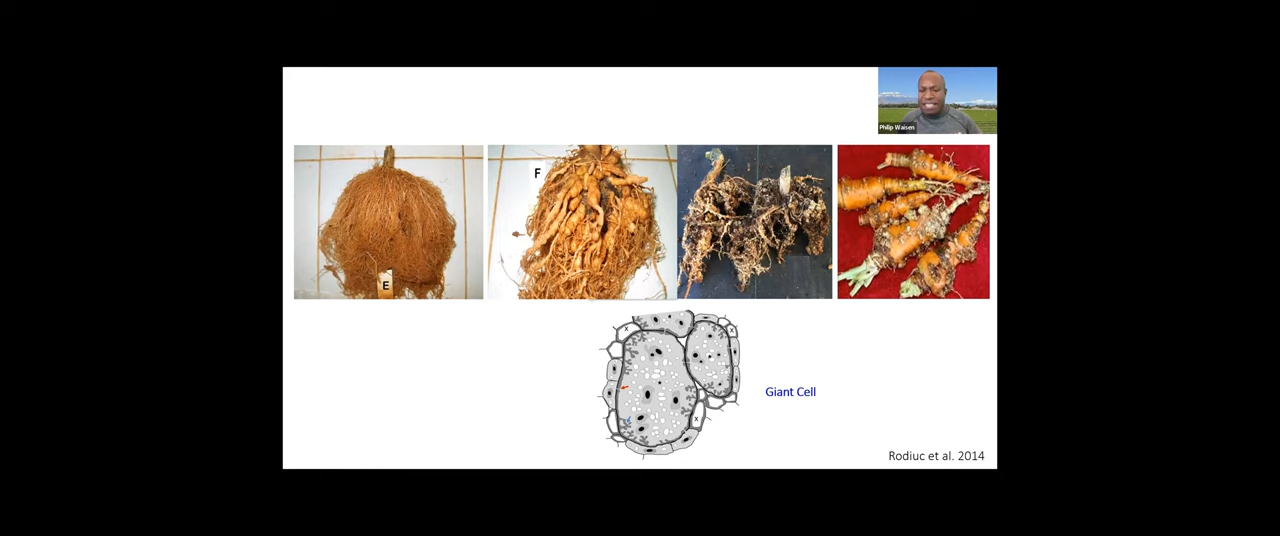 Philip Waisen
E
F
X
X
X
Giant Cell
Rodiuc et al. 2014